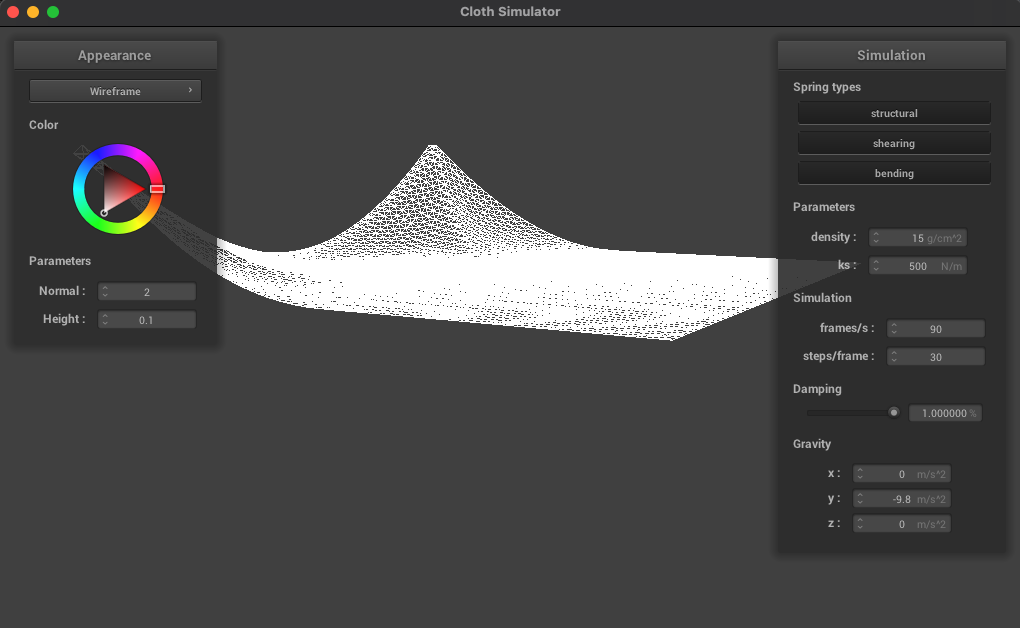 Cloth Simulator
Appearance
Wireframe
Color
Parameters
Normal : 2
Height : 0.1
Simulation
Spring types
structural
shearing
bending
Parameters
density : 15 g/cm^2
ks : 500 N/m
Simulation
frames/s : 90
steps/frame : 30
Damping
1.000000 %
Gravity
x : 0 m/s^2
y : -9.8 m/s^2
z : 0 m/s^2